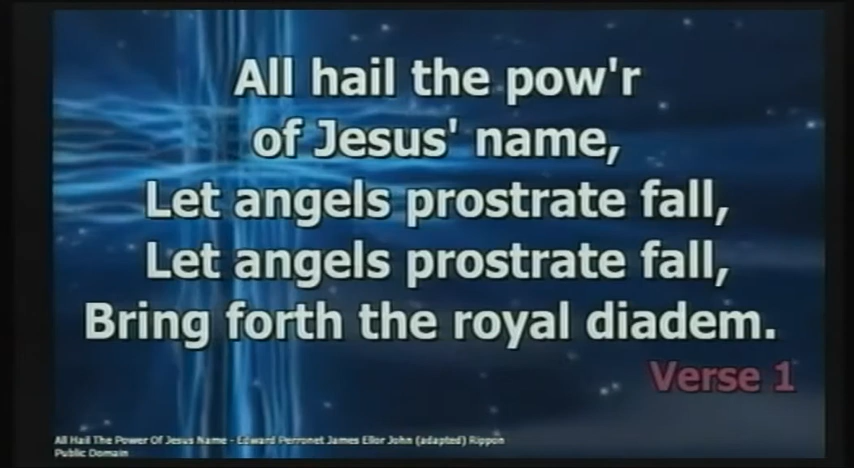 All hail the pow'r
of Jesus' name,
Let angels prostrate fall,
Let angels prostrate fall,
Bring forth the royal diadem.
Verse 1
All Hail The Power Of Jesus Name - Edward Perronet James Ellor John (adapted) Rippon
Public Domain